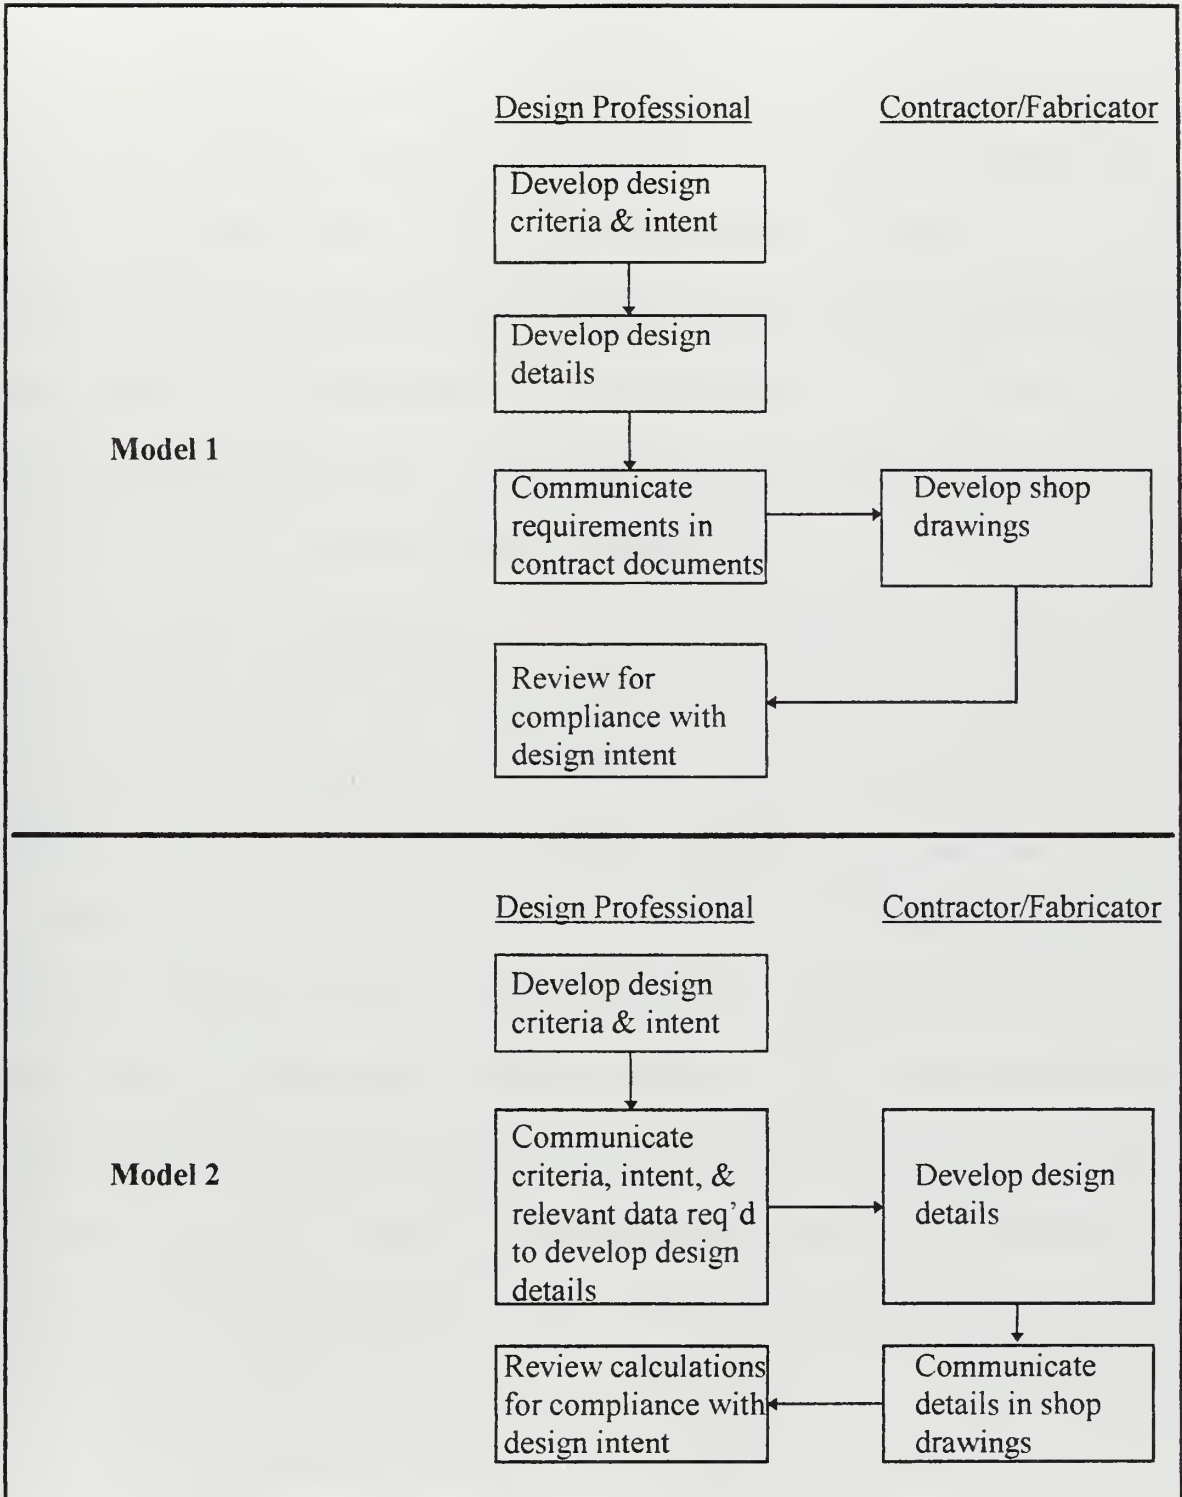 Design Professional
Contractor/Fabricator
Develop design
criteria & intent
Develop design
details
Model 1
Communicate
requirements in
contract documents
Develop shop
drawings
Review for
compliance with
design intent
Design Professional
Contractor/Fabricator
Develop design
criteria & intent
Model 2
Communicate
criteria, intent, &
relevant data req’d
to develop design
details
Develop design
details
Review calculations
for compliance with
design intent
Communicate
details in shop
drawings